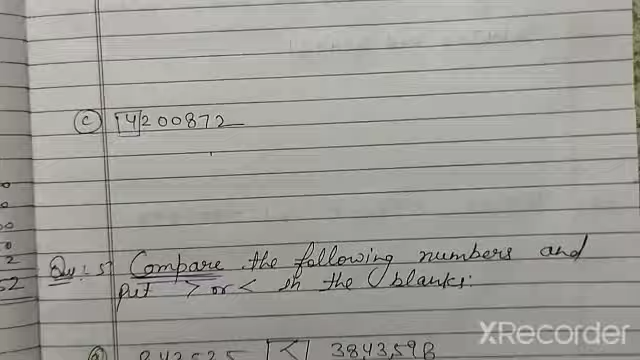 C 4200872
Qu: 5 Compare the following numbers and
put > or < in the blanks:
< 3843598
XRecorder